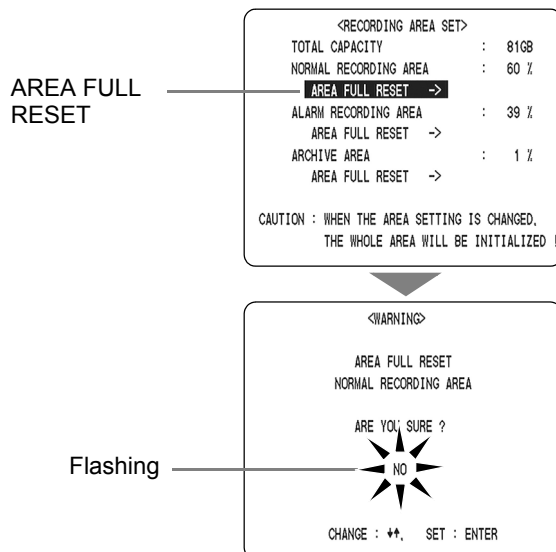 <RECORDING AREA SET>
TOTAL CAPACITY : 81GB
NORMAL RECORDING AREA : 60 %
AREA FULL RESET ->
ALARM RECORDING AREA : 39 %
AREA FULL RESET ->
ARCHIVE AREA : 1 %
AREA FULL RESET ->
CAUTION : WHEN THE AREA SETTING IS CHANGED,
THE WHOLE AREA WILL BE INITIALIZED !
AREA FULL
RESET
<WARNING>
AREA FULL RESET
NORMAL RECORDING AREA
ARE YOU SURE ?
NO
Flashing
CHANGE : ↓↑, SET : ENTER